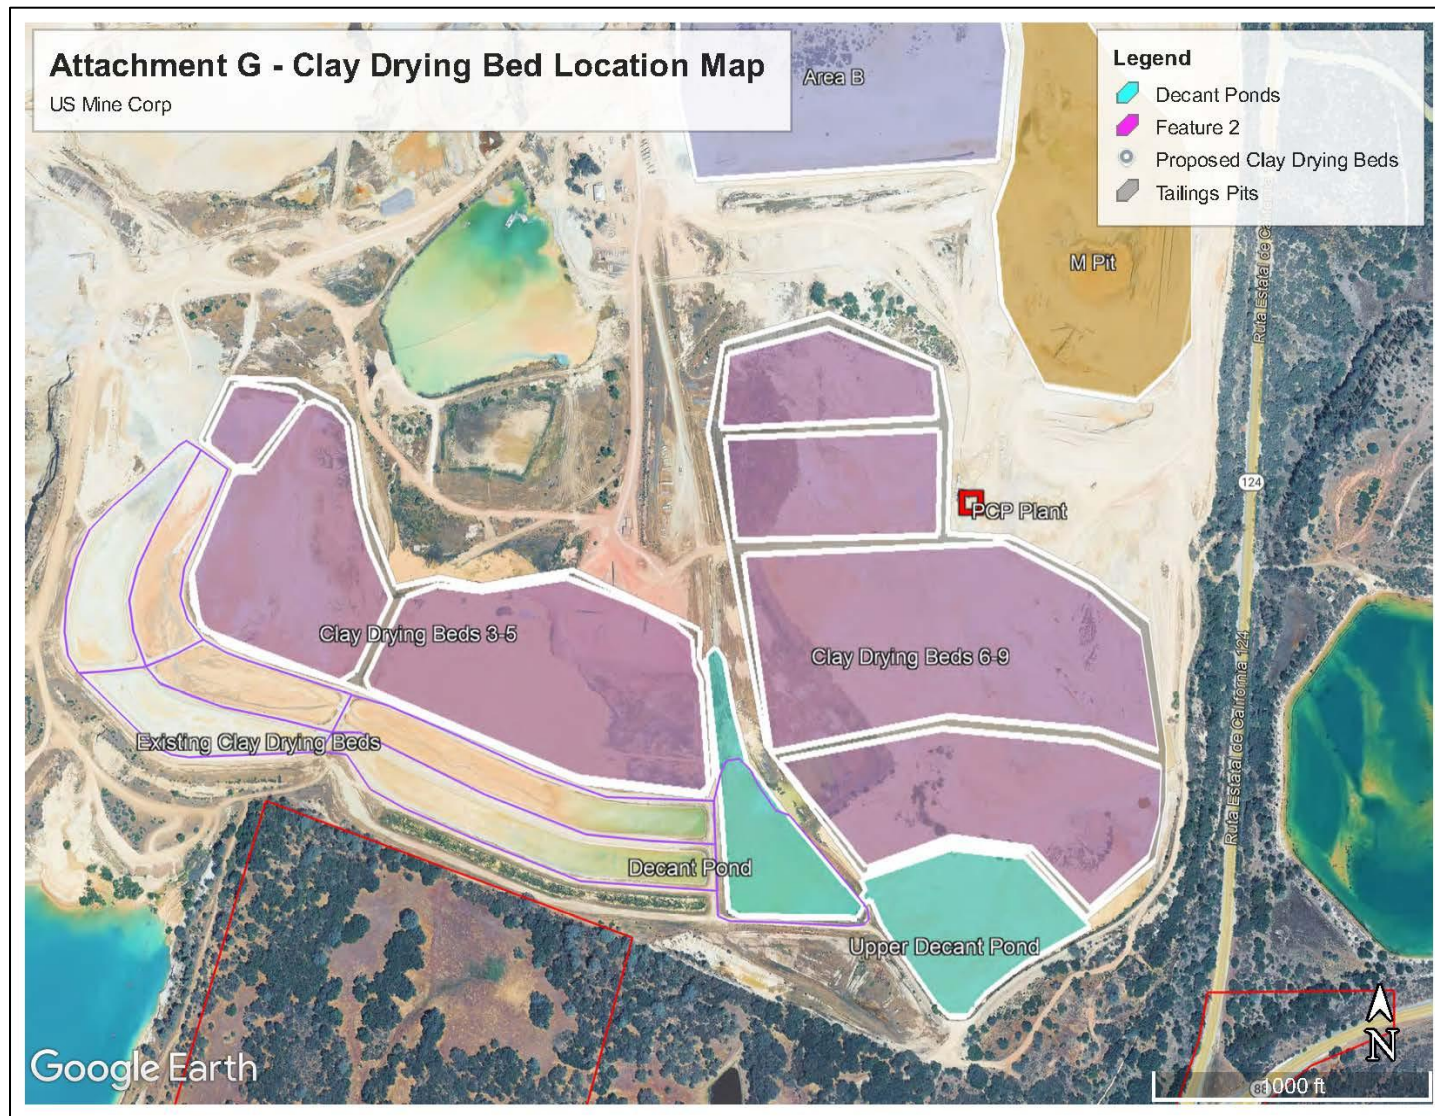 Attachment G - Clay Drying Bed Location Map
US Mine Corp
Legend
Decant Ponds
Feature 2
Proposed Clay Drying Beds
Tailings Pits
Area B
M Pit
124
PCP Plant
Clay Drying Beds 3-5
Clay Drying Beds 6-9
Existing Clay Drying Beds
Ruta Estatal de California 124
Decant Pond
Upper Decant Pond
Google Earth
N
88
1000 ft